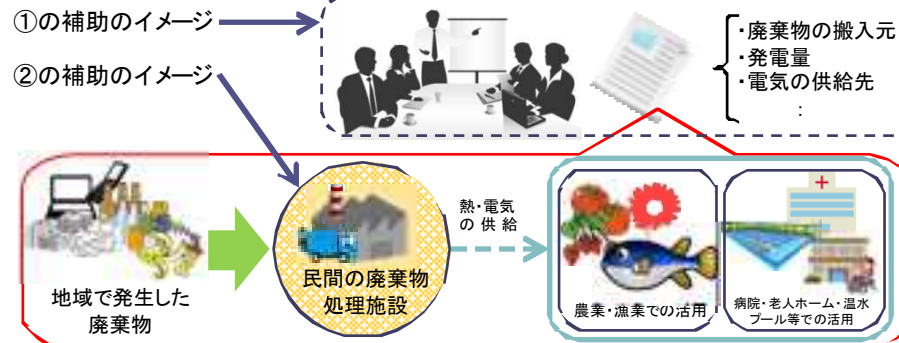 ①の補助のイメージ
②の補助のイメージ
・廃棄物の搬入元
・発電量
・電気の供給先
:
地域で発生した
廃棄物
民間の廃棄物
処理施設
熱・電気
の 供 給
農業・漁業での活用
病院・老人ホーム・温水
プール等での活用